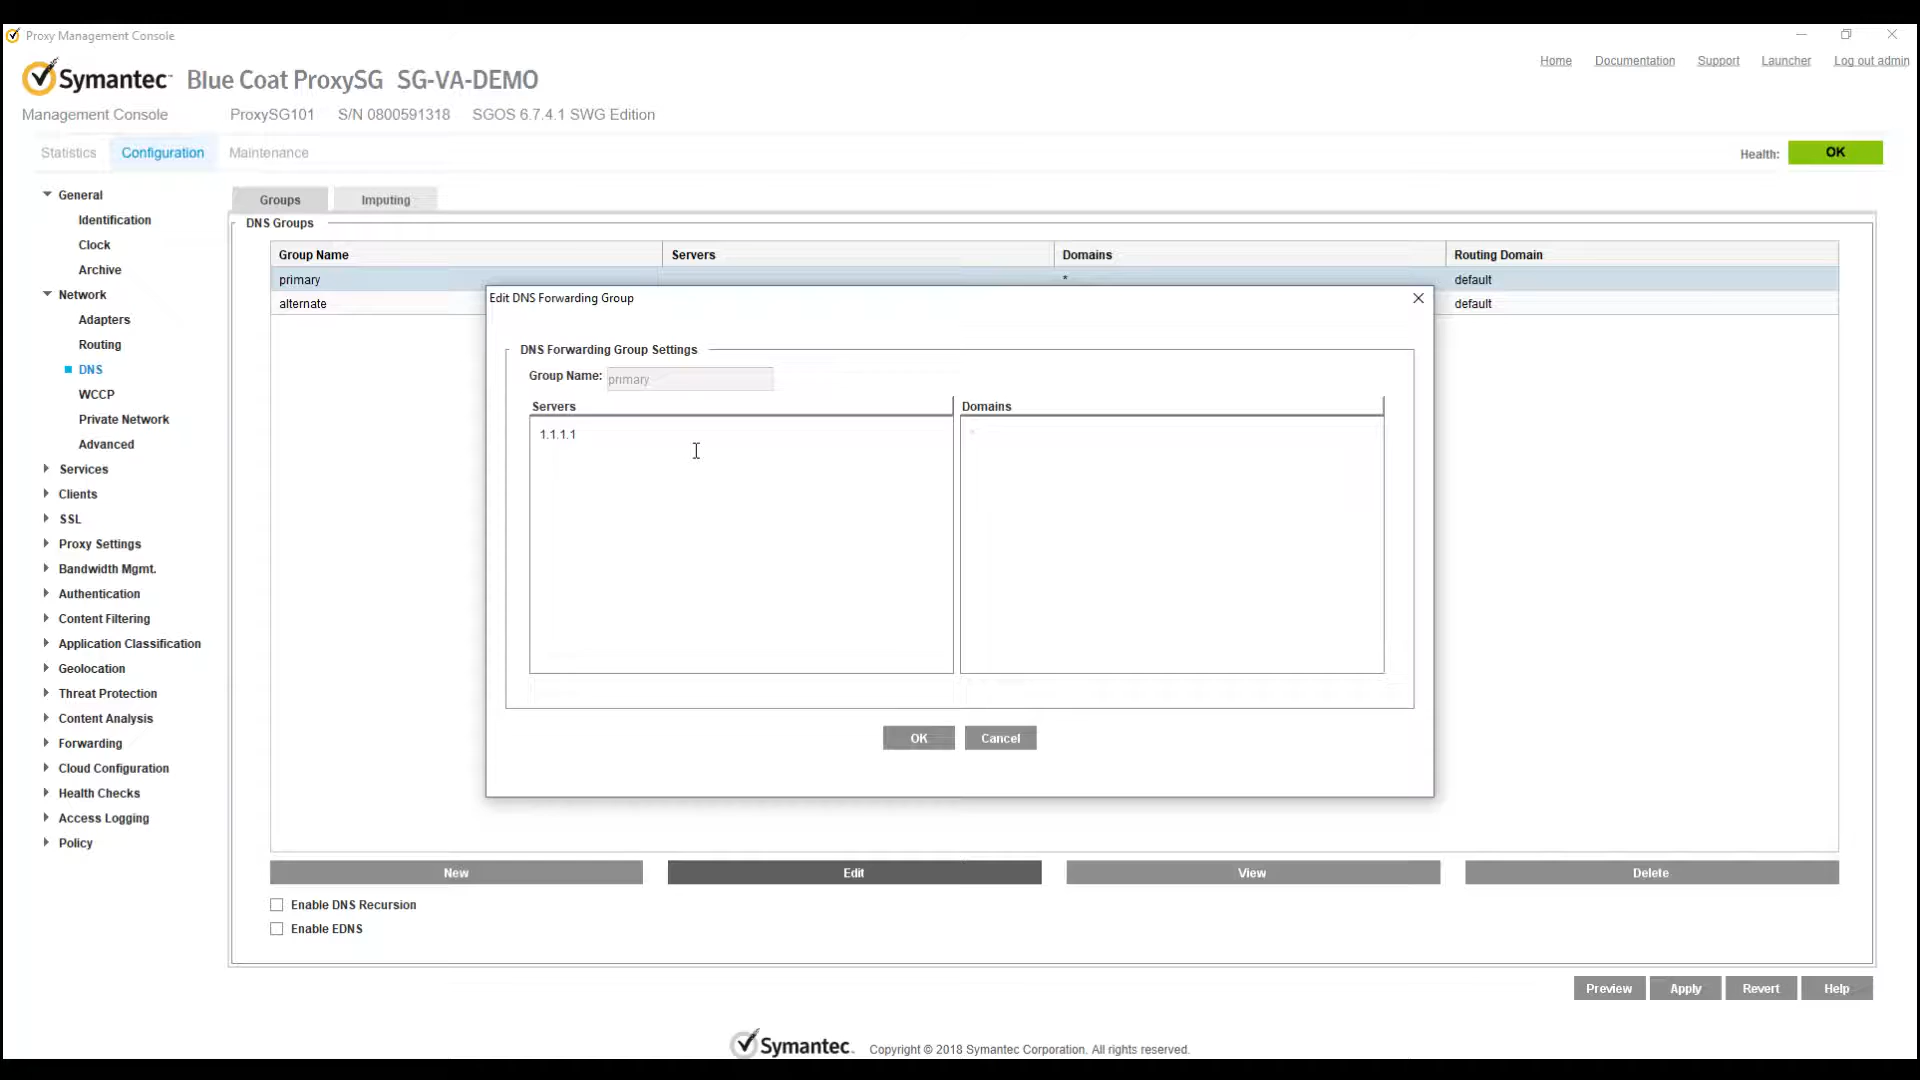 Proxy Management Console
Symantec Blue Coat ProxySG SG-VA-DEMO
Home Documentation Support Launcher Log out admin
Management Console ProxySG101 S/N 0800591318 SGOS 6.7.4.1 SWG Edition
Statistics Configuration Maintenance
Health: OK
General
Identification
Clock
Archive
Network
Adapters
Routing
DNS
WCCP
Private Network
Advanced
Services
Clients
SSL
Proxy Settings
Bandwidth Mgmt.
Authentication
Content Filtering
Application Classification
Geolocation
Threat Protection
Content Analysis
Forwarding
Cloud Configuration
Health Checks
Access Logging
Policy
Groups Imputing
DNS Groups
Group Name Servers Domains Routing Domain
primary * default
alternate default
Edit DNS Forwarding Group
DNS Forwarding Group Settings
Group Name: primary
Servers Domains
1.1.1.1 *
OK Cancel
New Edit View Delete
Enable DNS Recursion
Enable EDNS
Preview Apply Revert Help
Symantec. Copyright © 2018 Symantec Corporation. All rights reserved.